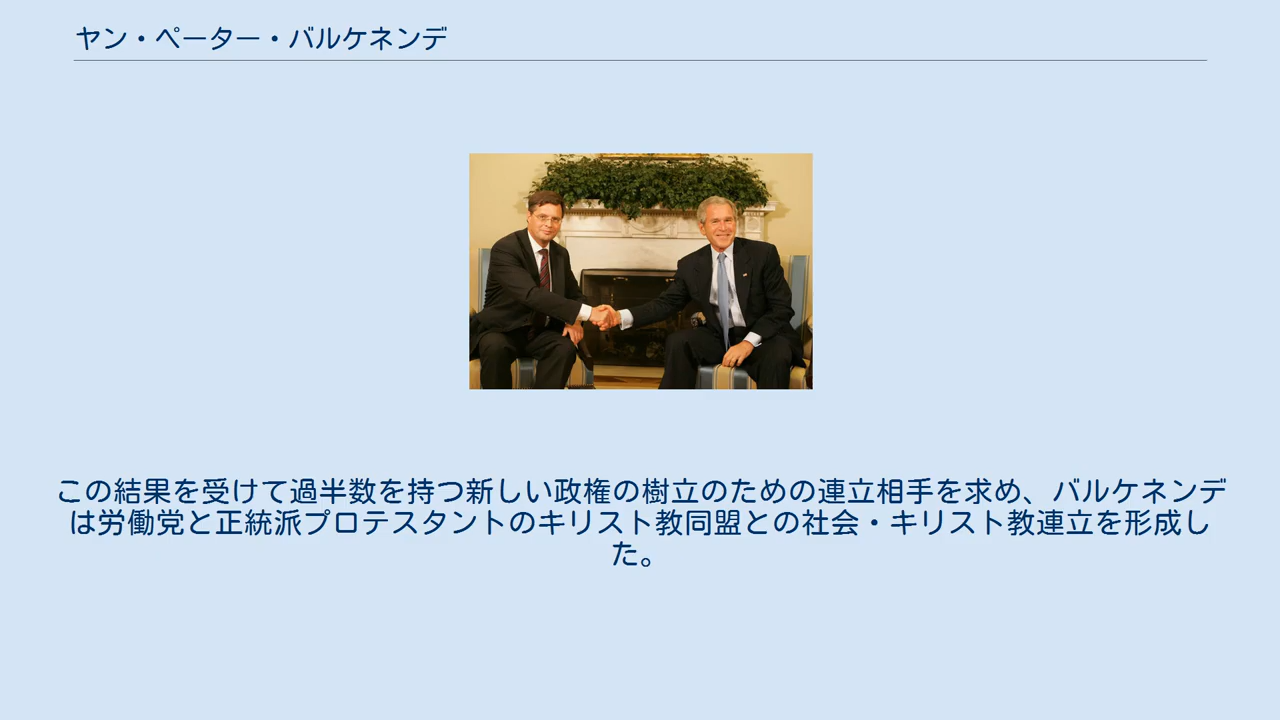 ヤン・ペーター・バルケネンデ
この結果を受けて過半数を持つ新しい政権の樹立のための連立相手を求め、バルケネンデ
は労働党と正統派プロテスタントのキリスト教同盟との社会・キリスト教連立を形成し
た。